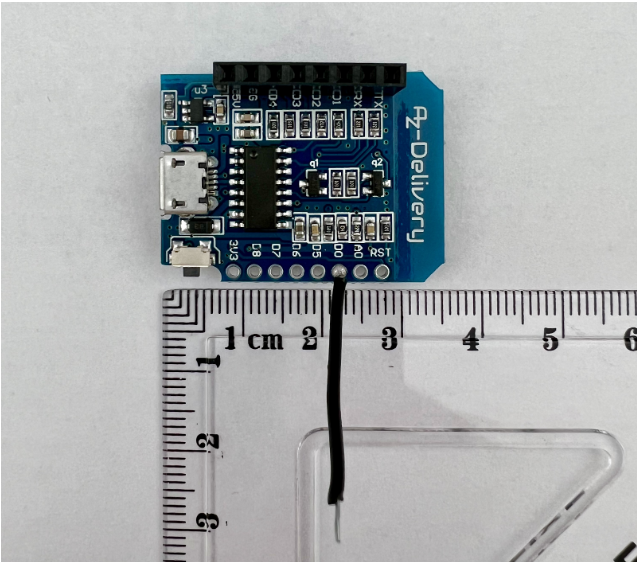 u3
5V
G
D4
D3
D2
D1
RX
TX
AZ-Delivery
q1
q2
3V3
D8
D7
D6
D5
D0
A0
RST
1 cm 2 3 4 5 6
1
2
3